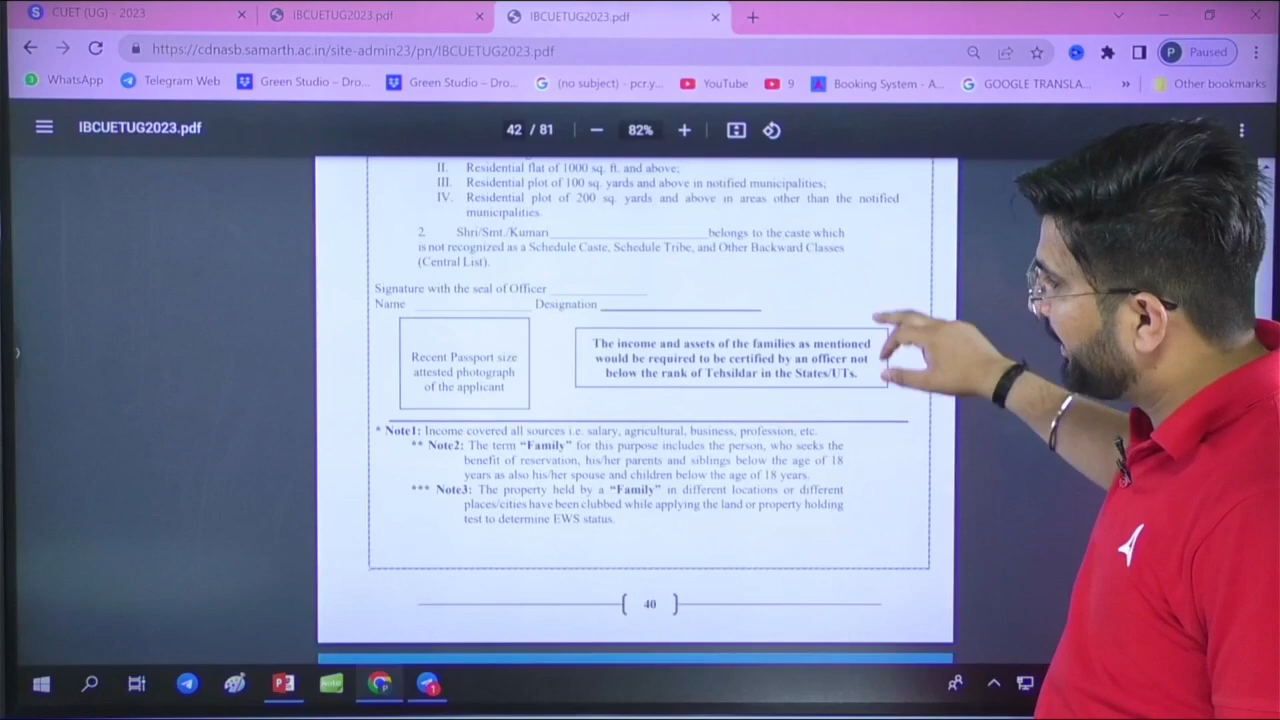 CUET (UG) - 2023
IBCUETUG2023.pdf
IBCUETUG2023.pdf
https://cdnasb.samarth.ac.in/site-admin23/pn/IBCUETUG2023.pdf
P Paused
WhatsApp
Telegram Web
Green Studio – Dro...
Green Studio – Dro...
(no subject) - pcr.y...
YouTube
9
Booking System - A...
GOOGLE TRANSLA...
»
Other bookmarks
IBCUETUG2023.pdf
42 / 81
82%
II. Residential flat of 1000 sq. ft. and above;
III. Residential plot of 100 sq. yards and above in notified municipalities;
IV. Residential plot of 200 sq. yards and above in areas other than the notified
municipalities.
2. Shri/Smt./Kumari____________________belongs to the caste which
is not recognized as a Schedule Caste, Schedule Tribe, and Other Backward Classes
(Central List).
Signature with the seal of Officer ____________
Name ______________ Designation ____________________
Recent Passport size
attested photograph
of the applicant
The income and assets of the families as mentioned
would be required to be certified by an officer not
below the rank of Tehsildar in the States/UTs.
* Note1: Income covered all sources i.e. salary, agricultural, business, profession, etc.
** Note2: The term “Family” for this purpose includes the person, who seeks the
benefit of reservation, his/her parents and siblings below the age of 18
years as also his/her spouse and children below the age of 18 years.
*** Note3: The property held by a “Family” in different locations or different
places/cities have been clubbed while applying the land or property holding
test to determine EWS status.
40